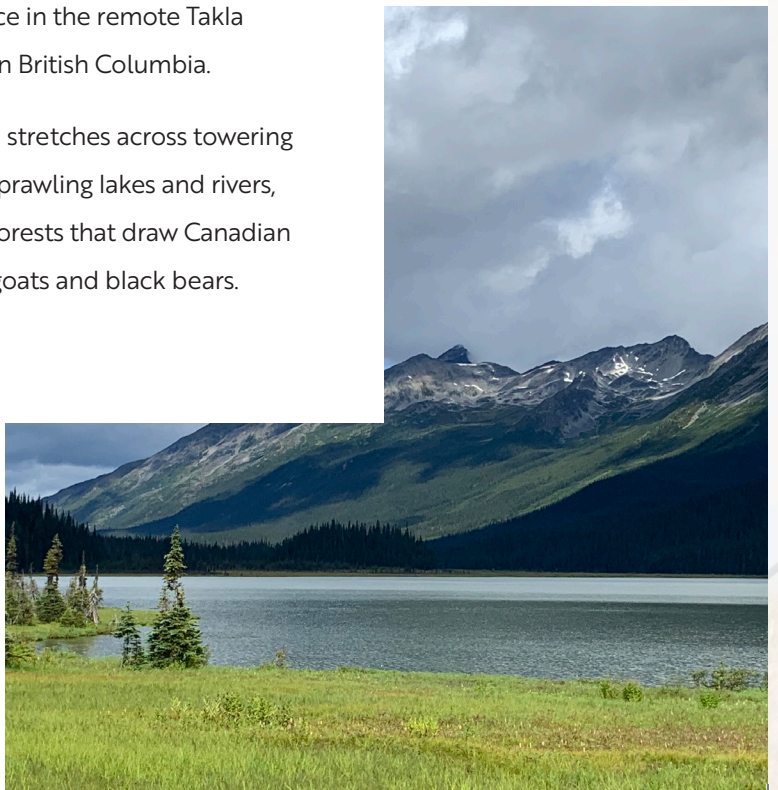 ce in the remote Takla
n British Columbia.
stretches across towering
prawling lakes and rivers,
orests that draw Canadian
goats and black bears.